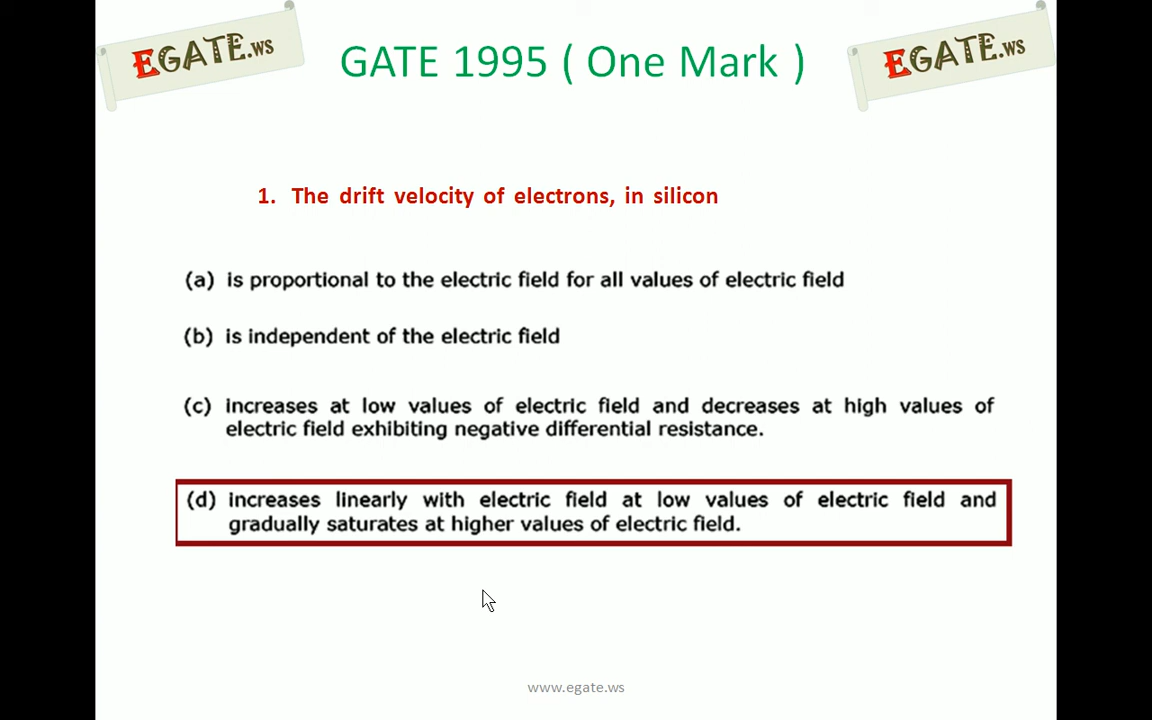 EGATE.ws
GATE 1995 ( One Mark )
EGATE.ws
1. The drift velocity of electrons, in silicon
(a) is proportional to the electric field for all values of electric field
(b) is independent of the electric field
(c) increases at low values of electric field and decreases at high values of
electric field exhibiting negative differential resistance.
(d) increases linearly with electric field at low values of electric field and
gradually saturates at higher values of electric field.
www.egate.ws